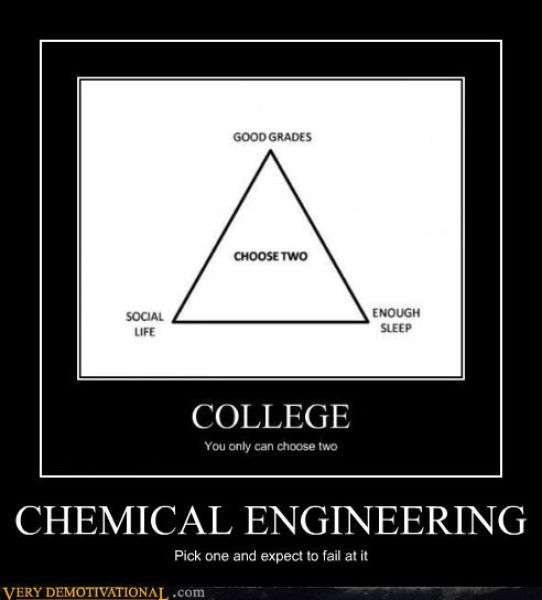 GOOD GRADES
CHOOSE TWO
SOCIAL
LIFE
ENOUGH
SLEEP
COLLEGE
You only can choose two
CHEMICAL ENGINEERING
Pick one and expect to fail at it
VERY DEMOTIVATIONAL.com